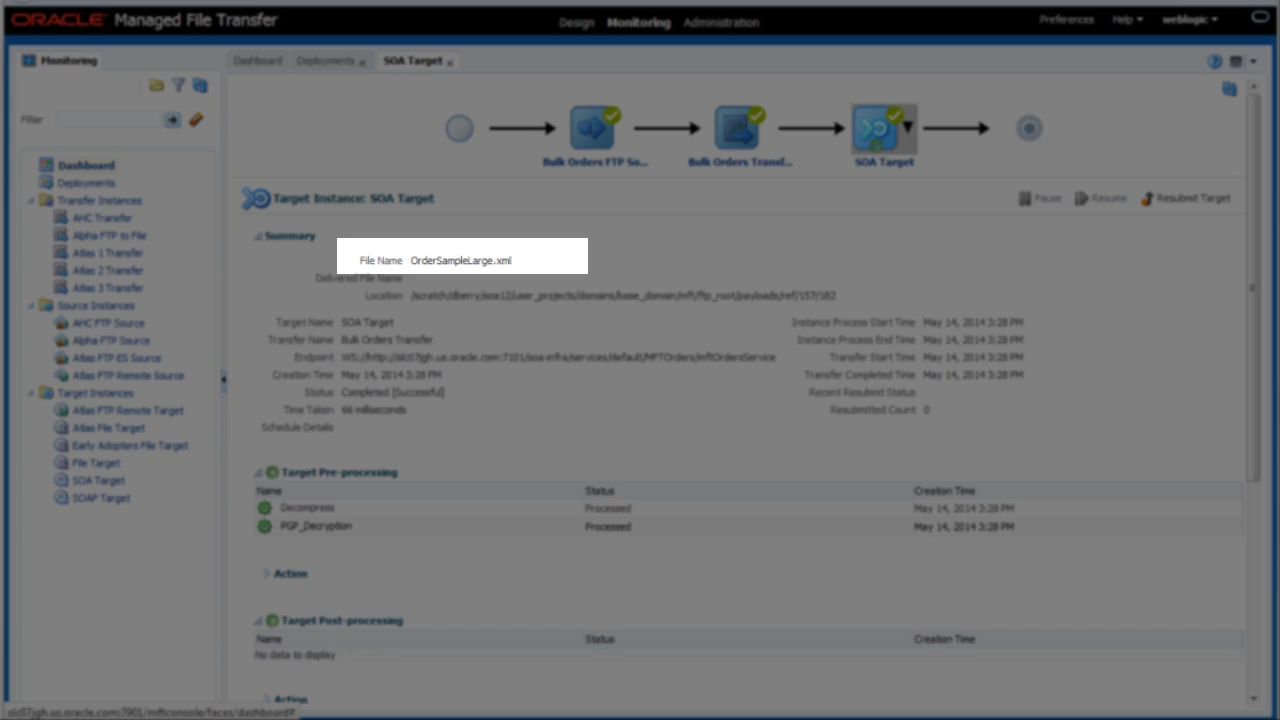 ORACLE Managed File Transfer
Design Monitoring Administration
Preferences Help weblogic
Monitoring
Dashboard Deployments x SOA Target x
Filter
Bulk Orders FTP So... Bulk Orders Transf... SOA Target
Dashboard
Deployments
Transfer Instances
AHC Transfer
Alpha FTP to File
Atlas 1 Transfer
Atlas 2 Transfer
Atlas 3 Transfer
Source Instances
AHC FTP Source
Alpha FTP Source
Atlas FTP ES Source
Atlas FTP Remote Source
Target Instances
Atlas FTP Remote Target
Atlas File Target
Early Adopters File Target
File Target
SOA Target
SOAP Target
Target Instance: SOA Target
Pause Resume Resubmit Target
Summary
File Name OrderSampleLarge.xml
Delivered File Name
Location /scratch/dberry/soa12/user_projects/domains/base_domain/mft/ftp_root/payloads/ref/157/182
Target Name SOA Target Instance Process Start Time May 14, 2014 3:28 PM
Transfer Name Bulk Orders Transfer Instance Process End Time May 14, 2014 3:28 PM
Endpoint WS://http://slc07jgh.us.oracle.com:7101/soa-infra/services/default/MFTOrders/mftOrdersService Transfer Start Time May 14, 2014 3:28 PM
Creation Time May 14, 2014 3:28 PM Transfer Completed Time May 14, 2014 3:28 PM
Status Completed [Successful] Recent Resubmit Status
Time Taken 66 milliseconds Resubmitted Count 0
Schedule Details
Target Pre-processing
Name Status Creation Time
Decompress Processed May 14, 2014 3:28 PM
PGP_Decryption Processed May 14, 2014 3:28 PM
Action
Target Post-processing
Name Status Creation Time
No data to display
Action
slc07jgh.us.oracle.com:7901/mftconsole/faces/dashboard#